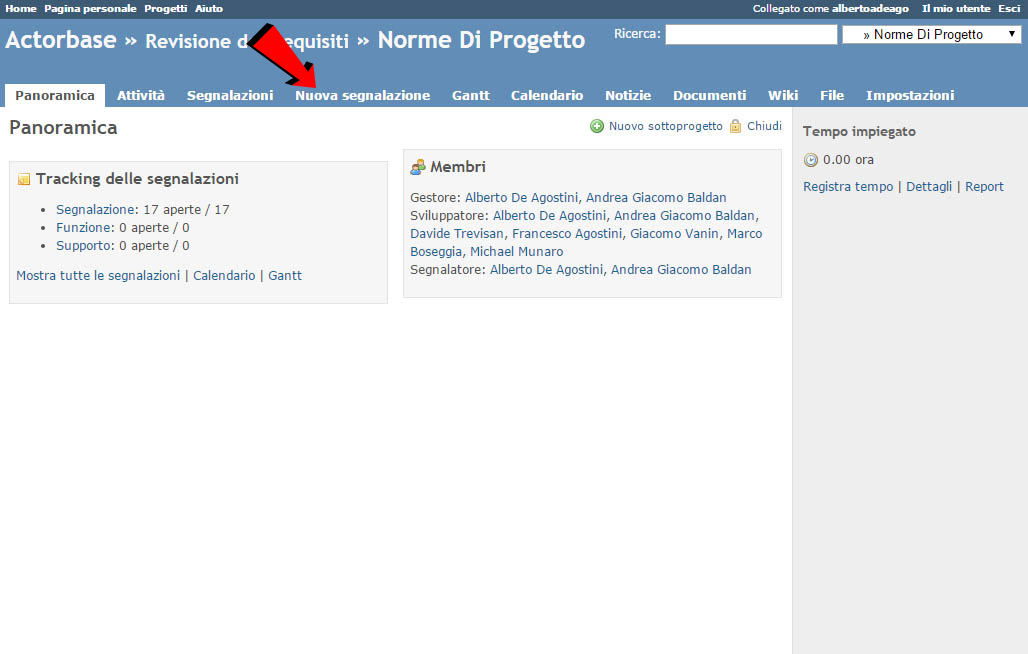 Home Pagina personale Progetti Aiuto
Collegato come albertoadeago Il mio utente Esci
Actorbase » Revisione d equisiti » Norme Di Progetto
Ricerca:
» Norme Di Progetto
Panoramica Attività Segnalazioni Nuova segnalazione Gantt Calendario Notizie Documenti Wiki File Impostazioni
Panoramica
Nuovo sottoprogetto Chiudi
Tracking delle segnalazioni
Segnalazione: 17 aperte / 17
Funzione: 0 aperte / 0
Supporto: 0 aperte / 0
Mostra tutte le segnalazioni | Calendario | Gantt
Membri
Gestore: Alberto De Agostini, Andrea Giacomo Baldan
Sviluppatore: Alberto De Agostini, Andrea Giacomo Baldan,
Davide Trevisan, Francesco Agostini, Giacomo Vanin, Marco
Boseggia, Michael Munaro
Segnalatore: Alberto De Agostini, Andrea Giacomo Baldan
Tempo impiegato
0.00 ora
Registra tempo | Dettagli | Report